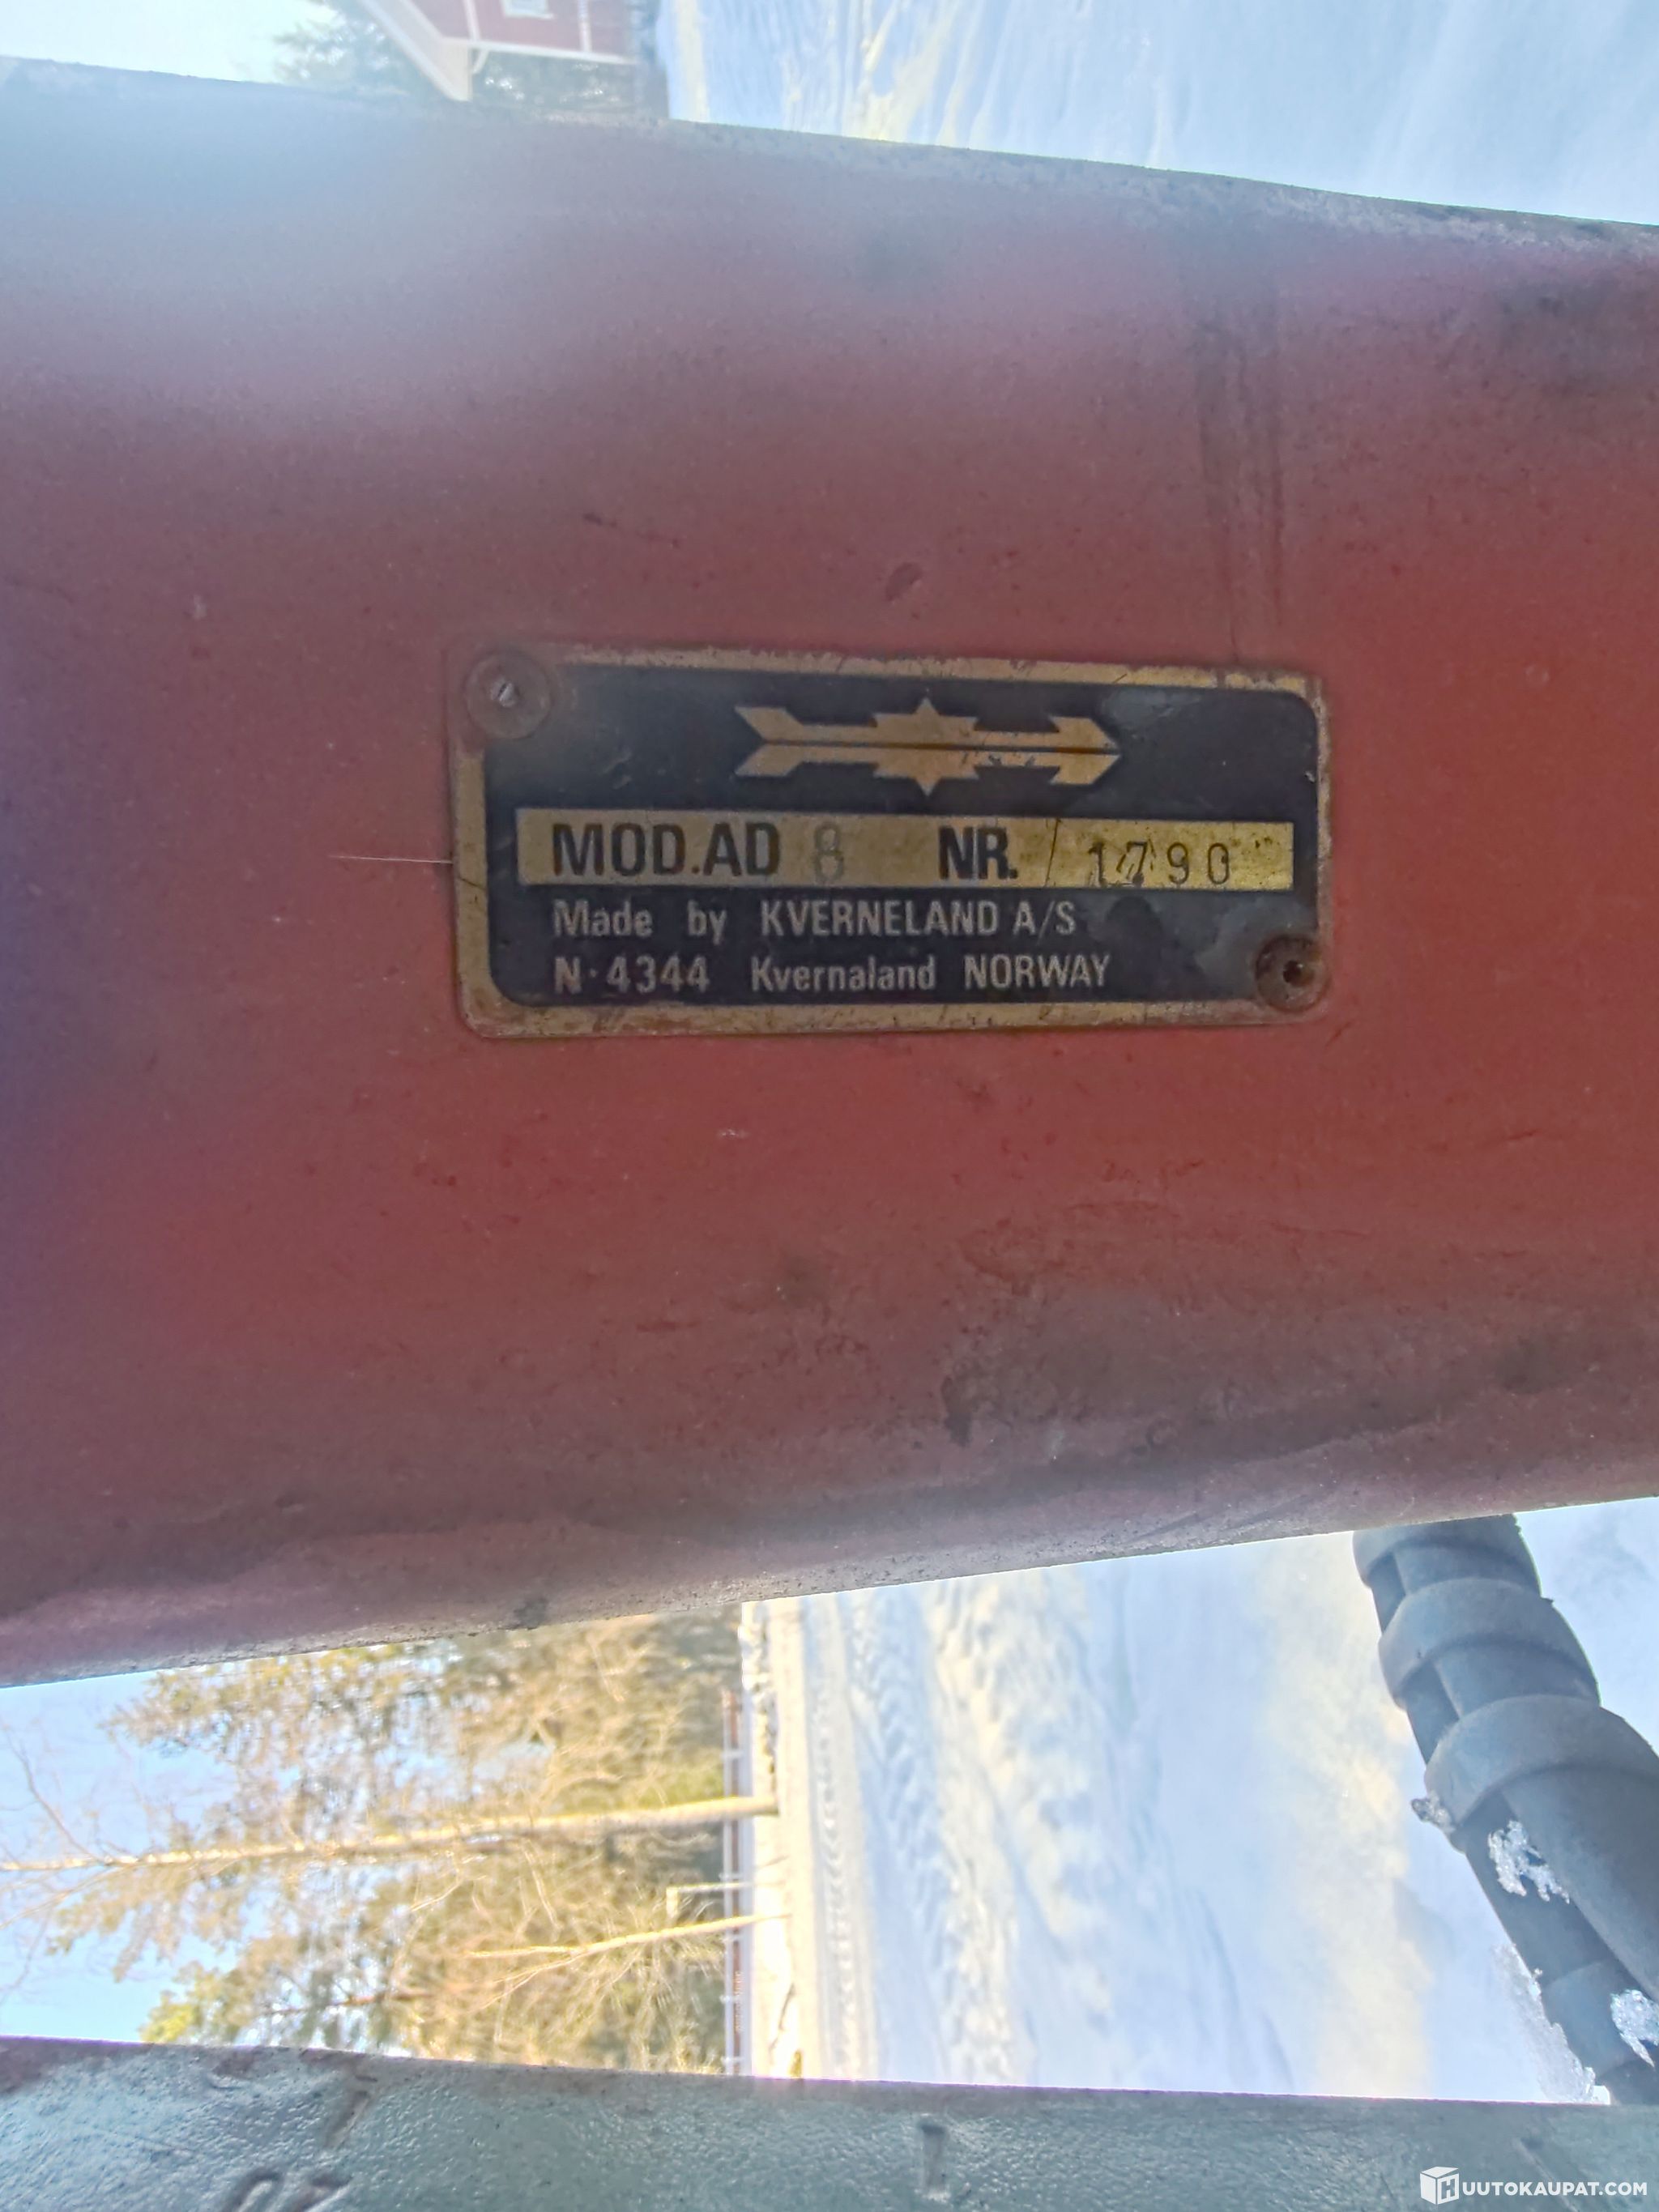 MOD.AD 8 NR. 1790
Made by KVERNELAND A/S
N·4344 Kvernaland NORWAY
HUUTOKAUPAT.COM